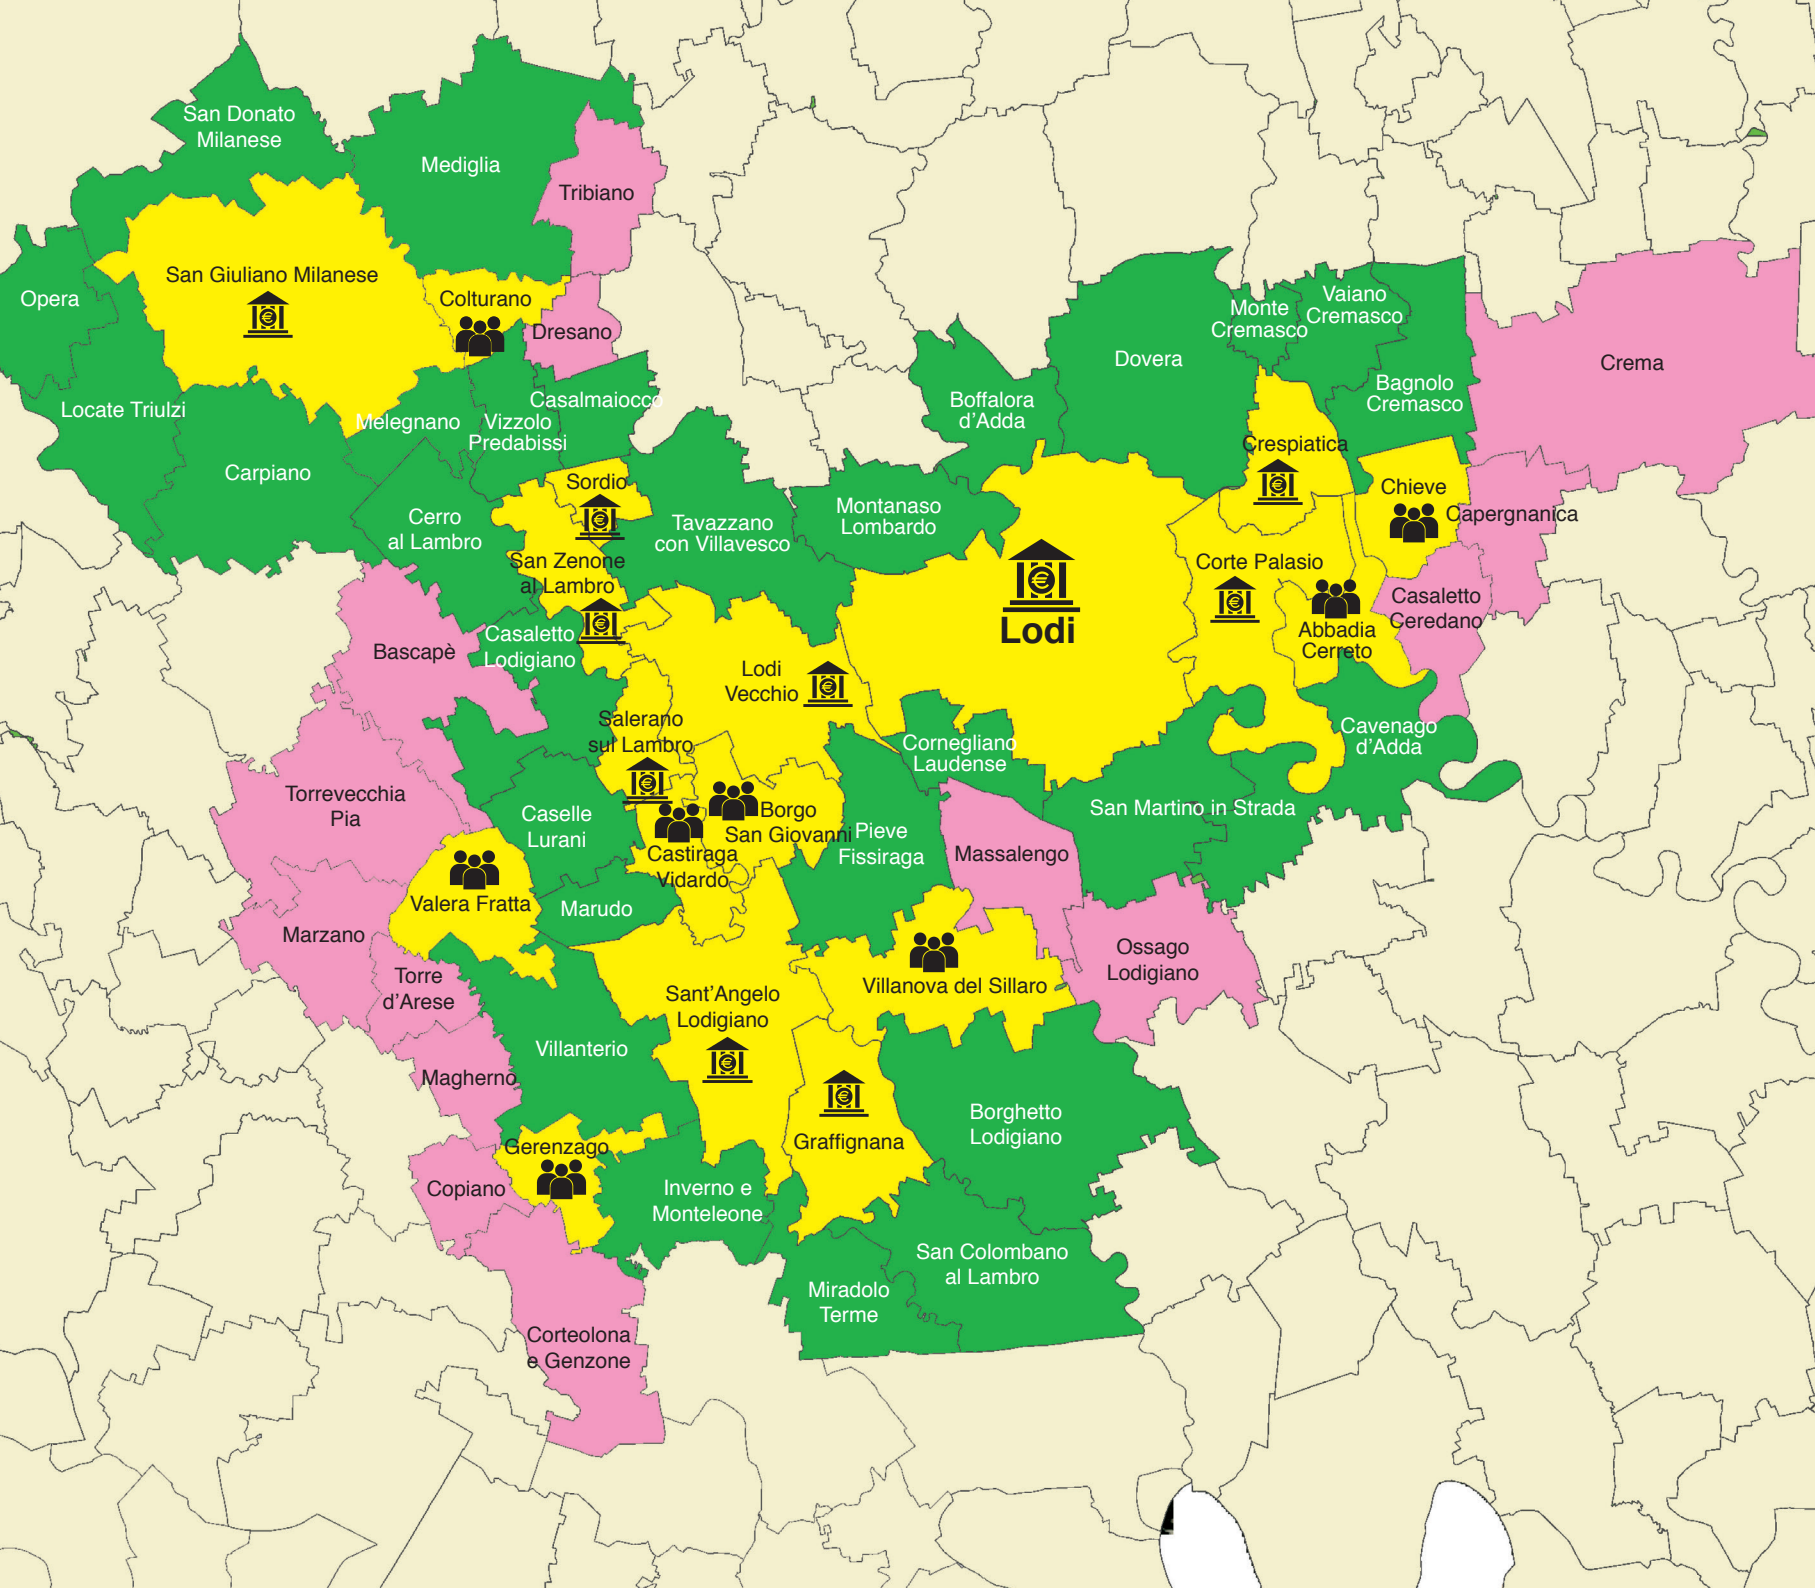 San Donato
Milanese
Mediglia
Tribiano
San Giuliano Milanese
Opera
Colturano
Dresano
Monte
Cremasco
Vaiano
Cremasco
Dovera
Crema
Bagnolo
Cremasco
Locate Triulzi
Melegnano
Vizzolo
Predabissi
Casalmaiocco
Boffalora
d'Adda
Crespiatica
Carpiano
Sordio
Chieve
Cerro
al Lambro
Tavazzano
con Villavesco
Montanaso
Lombardo
Capergnanica
San Zenone
al Lambro
Corte Palasio
Lodi
Casaletto
Ceredano
Abbadia
Cerreto
Bascapè
Casaletto
Lodigiano
Lodi
Vecchio
Salerano
sul Lambro
Cornegliano
Laudense
Cavenago
d'Adda
Torrevecchia
Pia
Caselle
Lurani
Borgo
San Giovanni
San Martino in Strada
Pieve
Fissiraga
Massalengo
Castiraga
Vidardo
Valera Fratta
Marudo
Marzano
Torre
d'Arese
Ossago
Lodigiano
Villanova del Sillaro
Sant'Angelo
Lodigiano
Villanterio
Magherno
Borghetto
Lodigiano
Graffignana
Gerenzago
Copiano
Inverno e
Monteleone
San Colombano
al Lambro
Miradolo
Terme
Corteolona
e Genzone